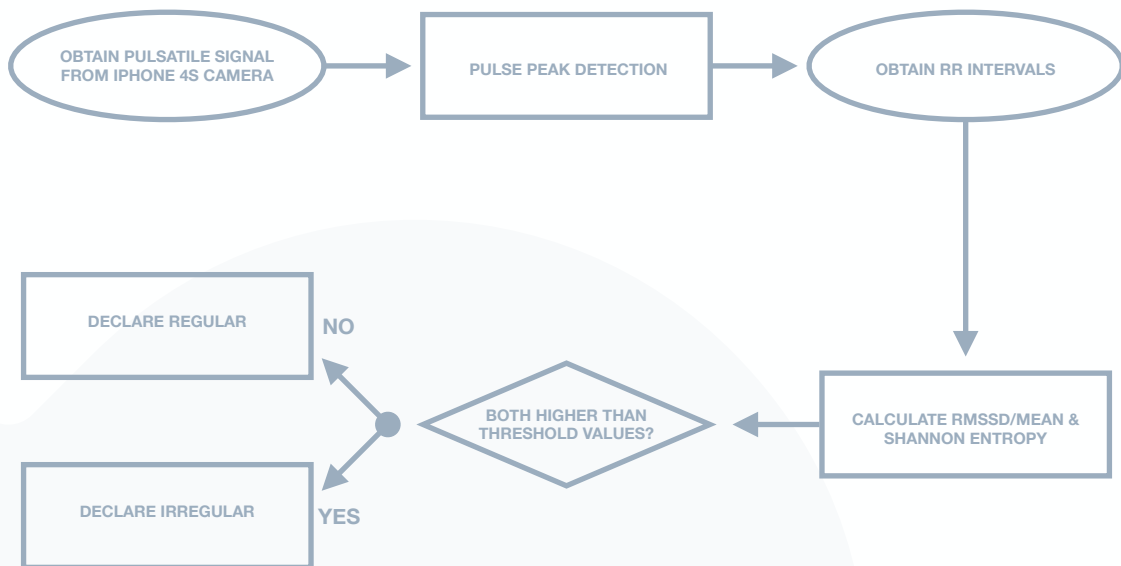 OBTAIN PULSATILE SIGNAL
FROM IPHONE 4S CAMERA
PULSE PEAK DETECTION
OBTAIN RR INTERVALS
CALCULATE RMSSD/MEAN &
SHANNON ENTROPY
BOTH HIGHER THAN
THRESHOLD VALUES?
NO
DECLARE REGULAR
YES
DECLARE IRREGULAR